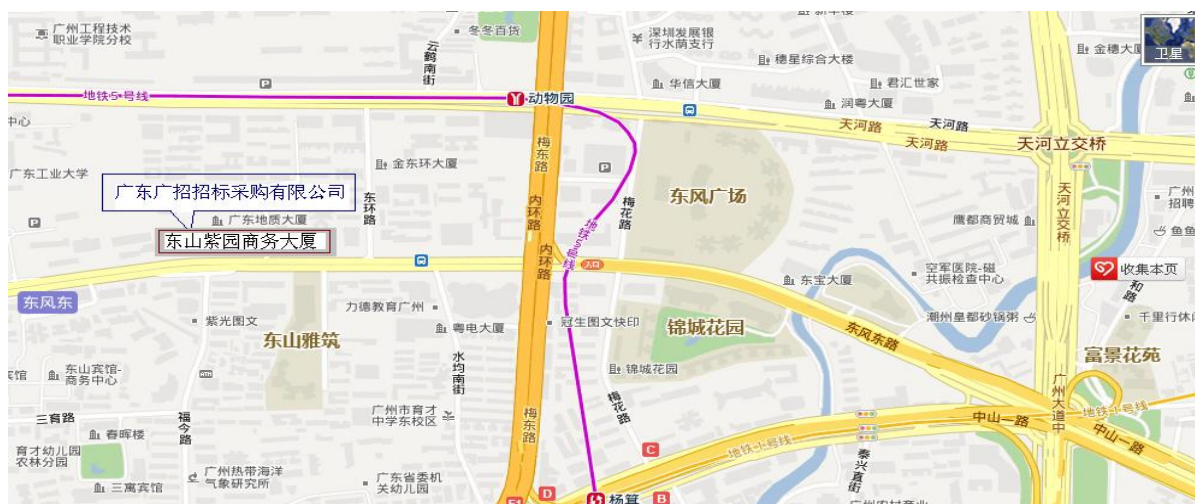 广州工程技术
职业学院分校
冬冬百货
云鹤南街
深圳发展银
行水荫支行
穗星综合大楼
金穗大厦
卫星
华信大厦
君汇世家
润粤大厦
地铁5号线
动物园
天河路
天河路
天河路
天河立交桥
中心
梅东路
广东工业大学
金东环大厦
东风广场
天河立交桥
广州
招聘
广东广招招标采购有限公司
东环路
内环路
梅花路
广东地质大厦
鹰都商贸城
鱼鱼
东山紫园商务大厦
地铁5号线
内环路
入口
空军医院-磁
共振检查中心
收集本页
东宝大厦
和路
东风东
力德教育广州
紫光图文
粤电大厦
冠生图文快印
锦城花园
东风东路
潮州皇都砂锅粥
千里行休闲
东山雅筑
富景花苑
水均南街
东山宾馆-
商务中心
宾馆
锦城花园
广州大道中
三育路
福今路
广州市育才
中学东校区
梅东路
梅花路
中山一路
地铁1号线
春晖楼
地铁1号线
中山一路
育才幼儿园
农林分园
C
泰兴直街
广州热带海洋
气象研究所
广东省委机
关幼儿园
三寓宾馆
D
杨箕
B